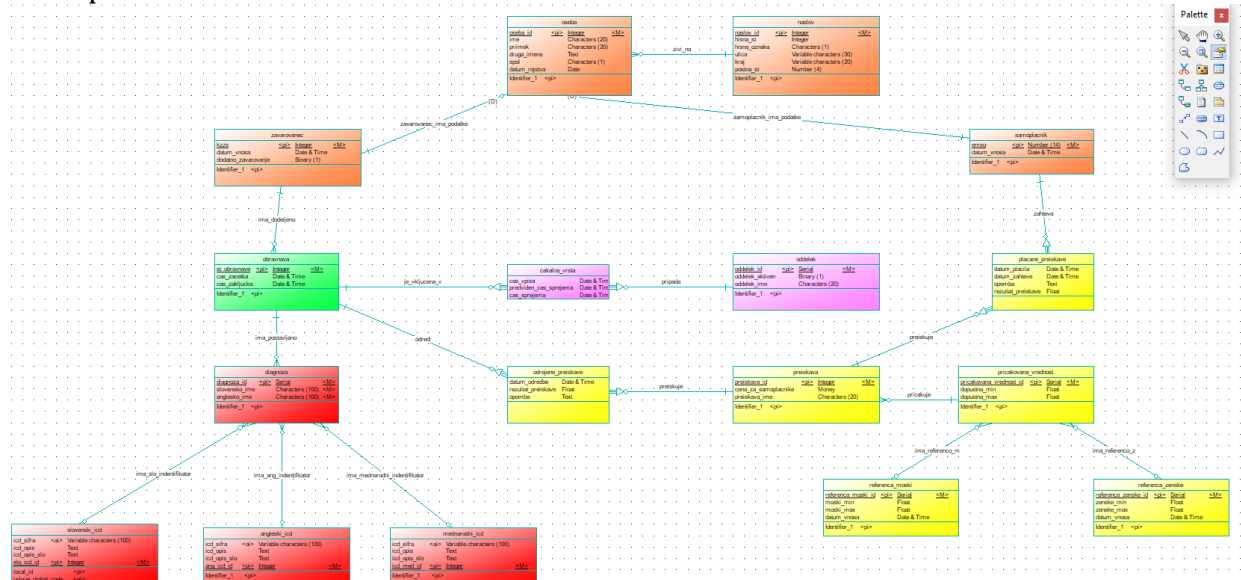 Palette
oseba
oseba_id <pi> Integer <M>
ime Characters (20)
priimek Characters (20)
druga_imena Text
spol Characters (1)
datum_rojstva Date
Identifier_1 <pi>
naslov
naslov_id <pi> Integer <M>
hisna_st Integer
hisna_oznaka Characters (1)
ulica Variable characters (30)
kraj Variable characters (20)
postna_st Number (4)
Identifier_1 <pi>
zivi_na
(D)
(D)
zavarovanec_ima_podatke
samoplacnik_ima_podatke
zavarovanec
kzzs <pi> Integer <M>
datum_vnosa Date & Time
dodatno_zavarovanje Binary (1)
Identifier_1 <pi>
samoplacnik
emso <pi> Number (14) <M>
datum_vnosa Date & Time
Identifier_1 <pi>
ima_dodeljeno
zahteva
obravnava
st_obravnave <pi> Integer <M>
cas_zacetka Date & Time
cas_zakljucka Date & Time
Identifier_1 <pi>
je_vkljucena_v
cakalna_vrsta
cas_vpisa Date & Tim
predviden_cas_sprejema Date & Tim
cas_sprejema Date & Tim
pripada
oddelek
oddelek_id <pi> Serial <M>
oddelek_aktiven Binary (1)
oddelek_ime Characters (20)
Identifier_1 <pi>
placane_preiskave
datum_placila Date & Time
datum_zahteve Date & Time
opomba Text
rezultat_preiskave Float
ima_postavljeno
odredi
preiskuje
diagnoza
diagnoza_id <pi> Serial <M>
slovensko_ime Characters (100) <M>
anglesko_ime Characters (100) <M>
Identifier_1 <pi>
odrejene_preiskave
datum_odredbe Date & Time
rezultat_preiskave Float
opomba Text
preiskuje
preiskava
preiskava_id <pi> Integer <M>
cena_za_samoplacnike Money
preiskava_ime Characters (20)
Identifier_1 <pi>
pricakuje
pricakovana_vrednost
pricakovana_vrednost_id <pi> Serial <M>
dopustna_min Float
dopustna_max Float
Identifier_1 <pi>
ima_slo_indentifikator
ima_ang_indentifikator
ima_mednarodni_indentifikator
ima_referenco_m
ima_referenco_z
referenca_moski
referenca_moski_id <pi> Serial <M>
moski_min Float
moski_max Float
datum_vnosa Date & Time
Identifier_1 <pi>
referenca_zenske
referenca_zenske_id <pi> Serial <M>
zenske_min Float
zenske_max Float
datum_vnosa Date & Time
Identifier_1 <pi>
slovenski_icd
icd_sifra <ai> Variable characters (100)
icd_opis Text
icd_opis_slo Text
slo_icd_id <pi> Integer <M>
local_id <pi>
unique_global_code <ai>
angleski_icd
icd_sifra <ai> Variable characters (100)
icd_opis Text
icd_opis_slo Text
ang_icd_id <pi> Integer <M>
Identifier_1 <pi>
mednarodni_icd
icd_sifra <ai> Variable characters (100)
icd_opis Text
icd_opis_slo Text
icd_med_id <pi> Integer <M>
Identifier_1 <pi>